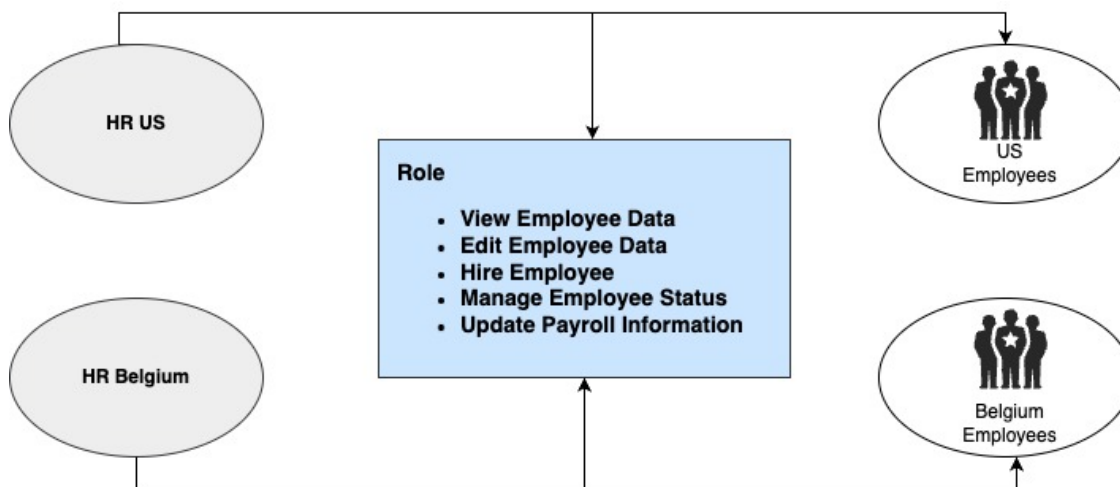 HR US
US
Employees
Role
• View Employee Data
• Edit Employee Data
• Hire Employee
• Manage Employee Status
• Update Payroll Information
HR Belgium
Belgium
Employees